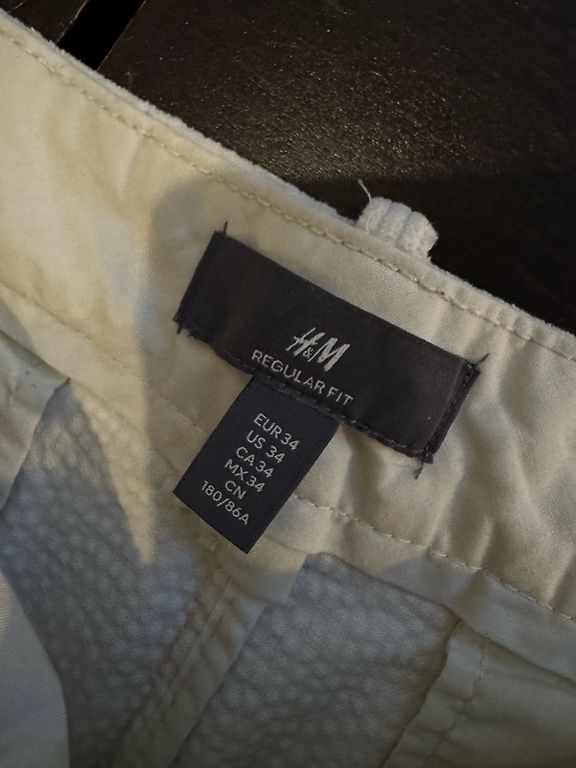 H&M
REGULAR FIT
EUR 34
US 34
CA 34
MX 34
CN
180/86A